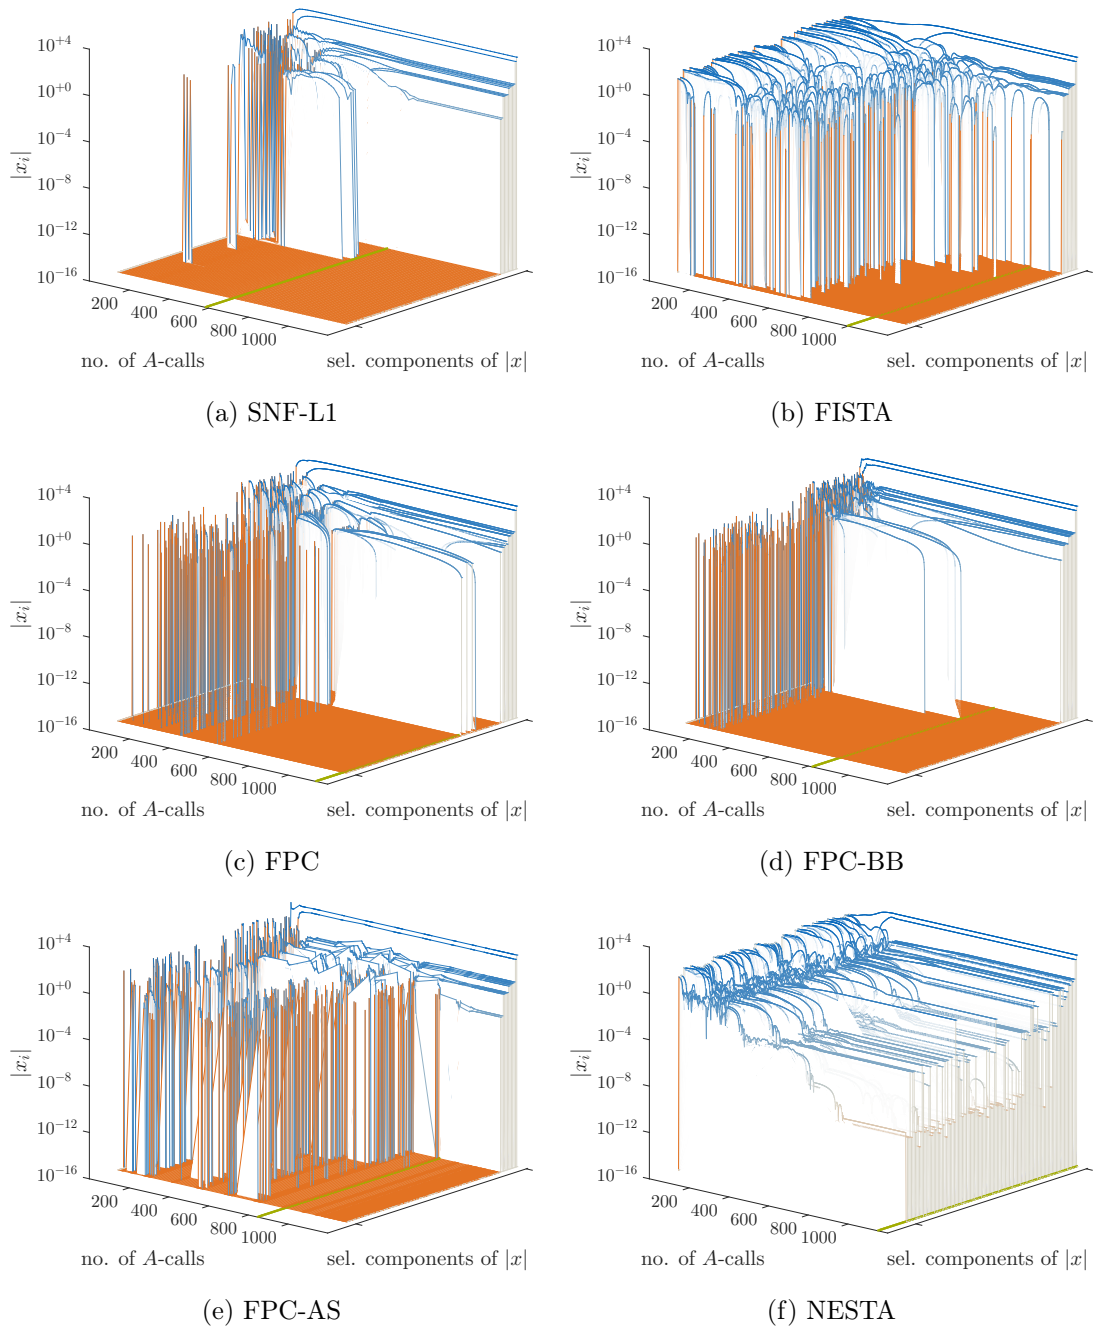 10^{+4}
10^{+0}
10^{-4}
10^{-8}
10^{-12}
10^{-16}
|x_i|
200
400
600
800
1000
no. of A-calls
sel. components of |x|
(a) SNF-L1
10^{+4}
10^{+0}
10^{-4}
10^{-8}
10^{-12}
10^{-16}
|x_i|
200
400
600
800
1000
no. of A-calls
sel. components of |x|
(b) FISTA
10^{+4}
10^{+0}
10^{-4}
10^{-8}
10^{-12}
10^{-16}
|x_i|
200
400
600
800
1000
no. of A-calls
sel. components of |x|
(c) FPC
10^{+4}
10^{+0}
10^{-4}
10^{-8}
10^{-12}
10^{-16}
|x_i|
200
400
600
800
1000
no. of A-calls
sel. components of |x|
(d) FPC-BB
10^{+4}
10^{+0}
10^{-4}
10^{-8}
10^{-12}
10^{-16}
|x_i|
200
400
600
800
1000
no. of A-calls
sel. components of |x|
(e) FPC-AS
10^{+4}
10^{+0}
10^{-4}
10^{-8}
10^{-12}
10^{-16}
|x_i|
200
400
600
800
1000
no. of A-calls
sel. components of |x|
(f) NESTA